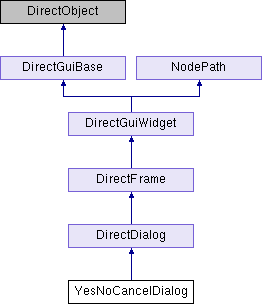 DirectObject
DirectGuiBase
NodePath
DirectGuiWidget
DirectFrame
DirectDialog
YesNoCancelDialog